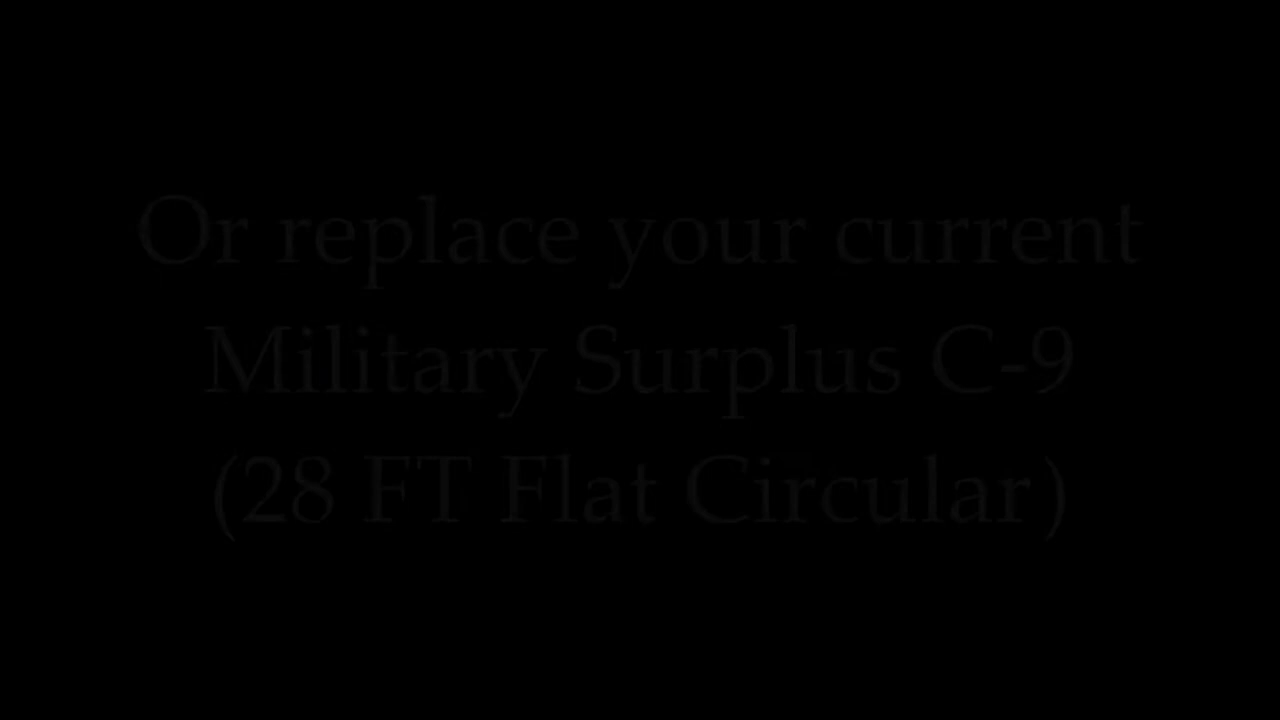 Or replace your current
Military Surplus C-9
(28 FT Flat Circular)